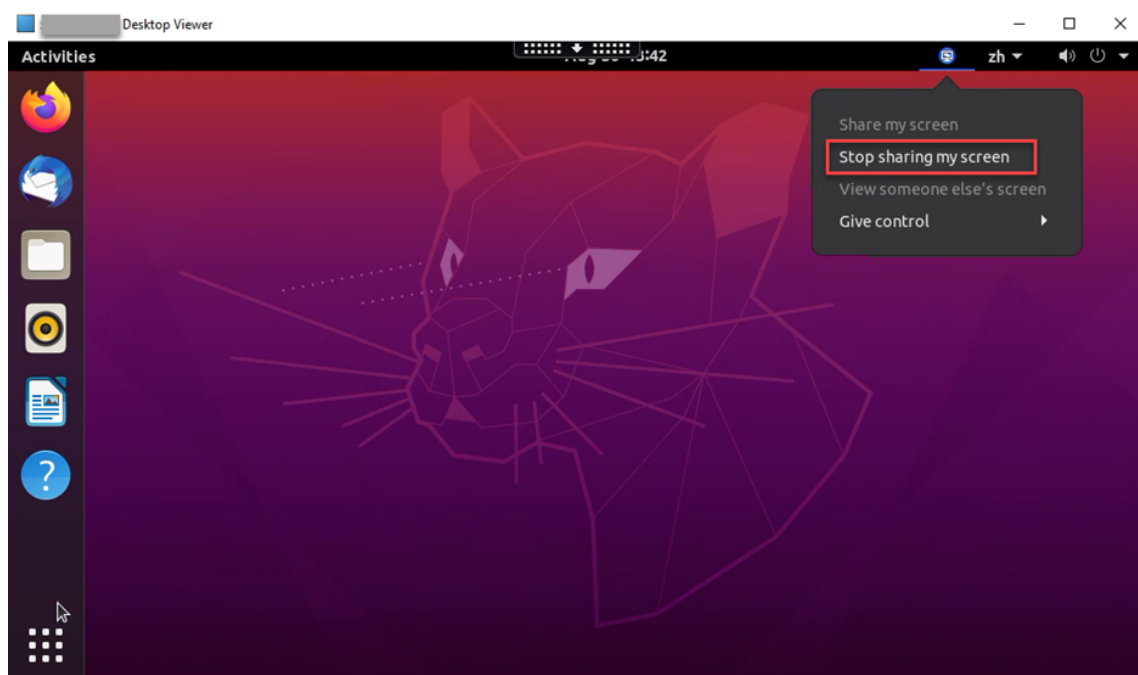 Desktop Viewer
Activities
:42
zh
Share my screen
Stop sharing my screen
View someone else's screen
Give control